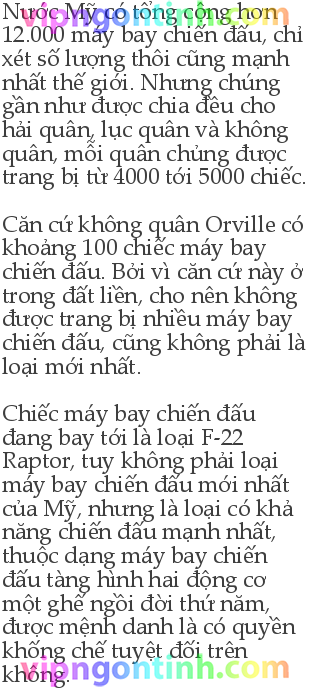 Nước Mỹ có tổng cộng hơn
vipngontinh.com
12.000 máy bay chiến đấu, chỉ
xét số lượng thôi cũng mạnh
nhất thế giới. Nhưng chúng
gần như được chia đều cho
hải quân, lục quân và không
quân, mỗi quân chủng được
trang bị từ 4000 tới 5000 chiếc.
Căn cứ không quân Orville có
khoảng 100 chiếc máy bay
chiến đấu. Bởi vì căn cứ này ở
trong đất liền, cho nên không
được trang bị nhiều máy bay
chiến đấu, cũng không phải là
loại mới nhất.
Chiếc máy bay chiến đấu
đang bay tới là loại F-22
Raptor, tuy không phải loại
máy bay chiến đấu mới nhất
của Mỹ, nhưng là loại có khả
năng chiến đấu mạnh nhất,
thuộc dạng máy bay chiến
đấu tàng hình hai động cơ
một ghế ngồi đời thứ năm,
được mệnh danh là có quyền
khống chế tuyệt đối trên
không.
vipngontinh.com